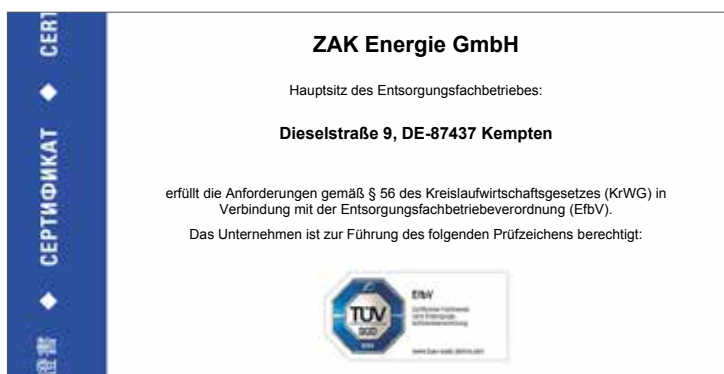 ZAK Energie GmbH
Hauptsitz des Entsorgungsfachbetriebes:
Dieselstraße 9, DE-87437 Kempten
erfüllt die Anforderungen gemäß § 56 des Kreislaufwirtschaftsgesetzes (KrWG) in
Verbindung mit der Entsorgungsfachbetriebeverordnung (EfbV).
Das Unternehmen ist zur Führung des folgenden Prüfzeichens berechtigt:
CERT
СЕРТИФИКАТ
證書
TÜV
SÜD
EfbV